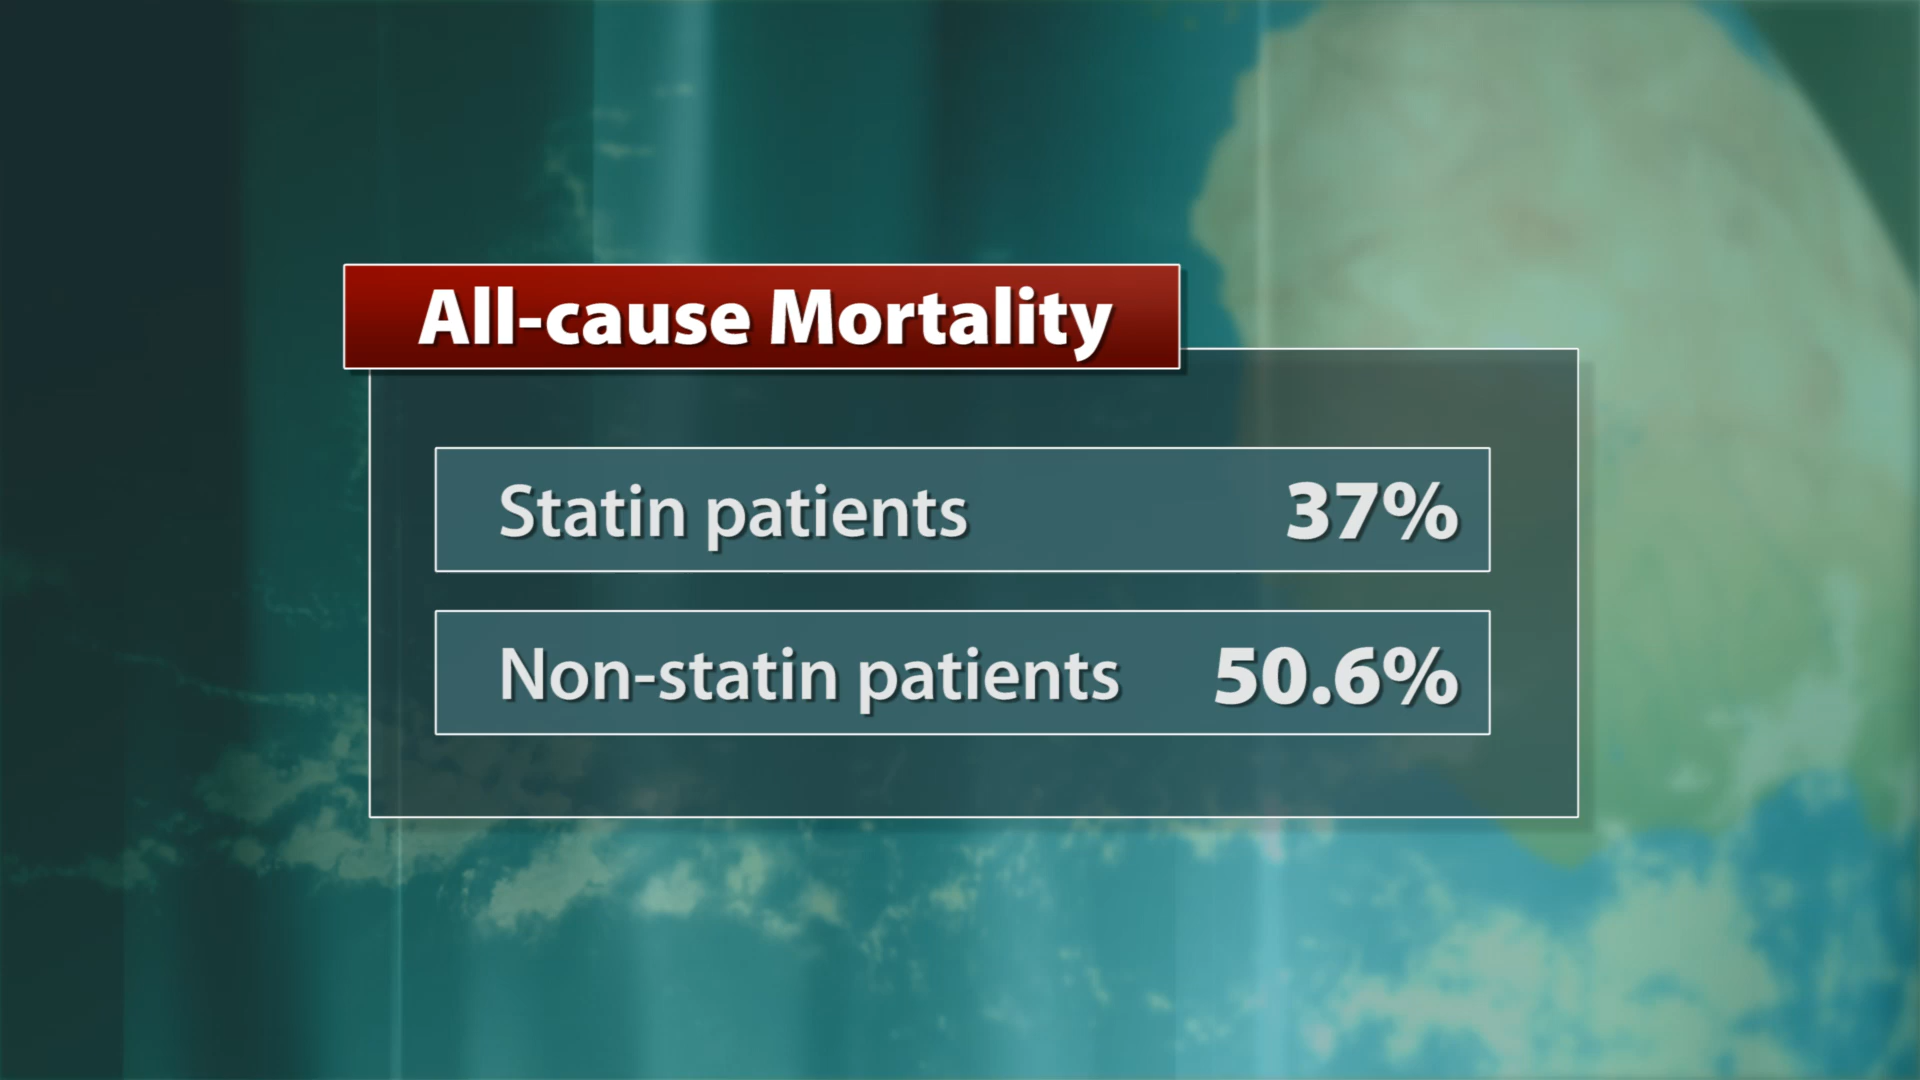 All-cause Mortality
Statin patients 37%
Non-statin patients 50.6%